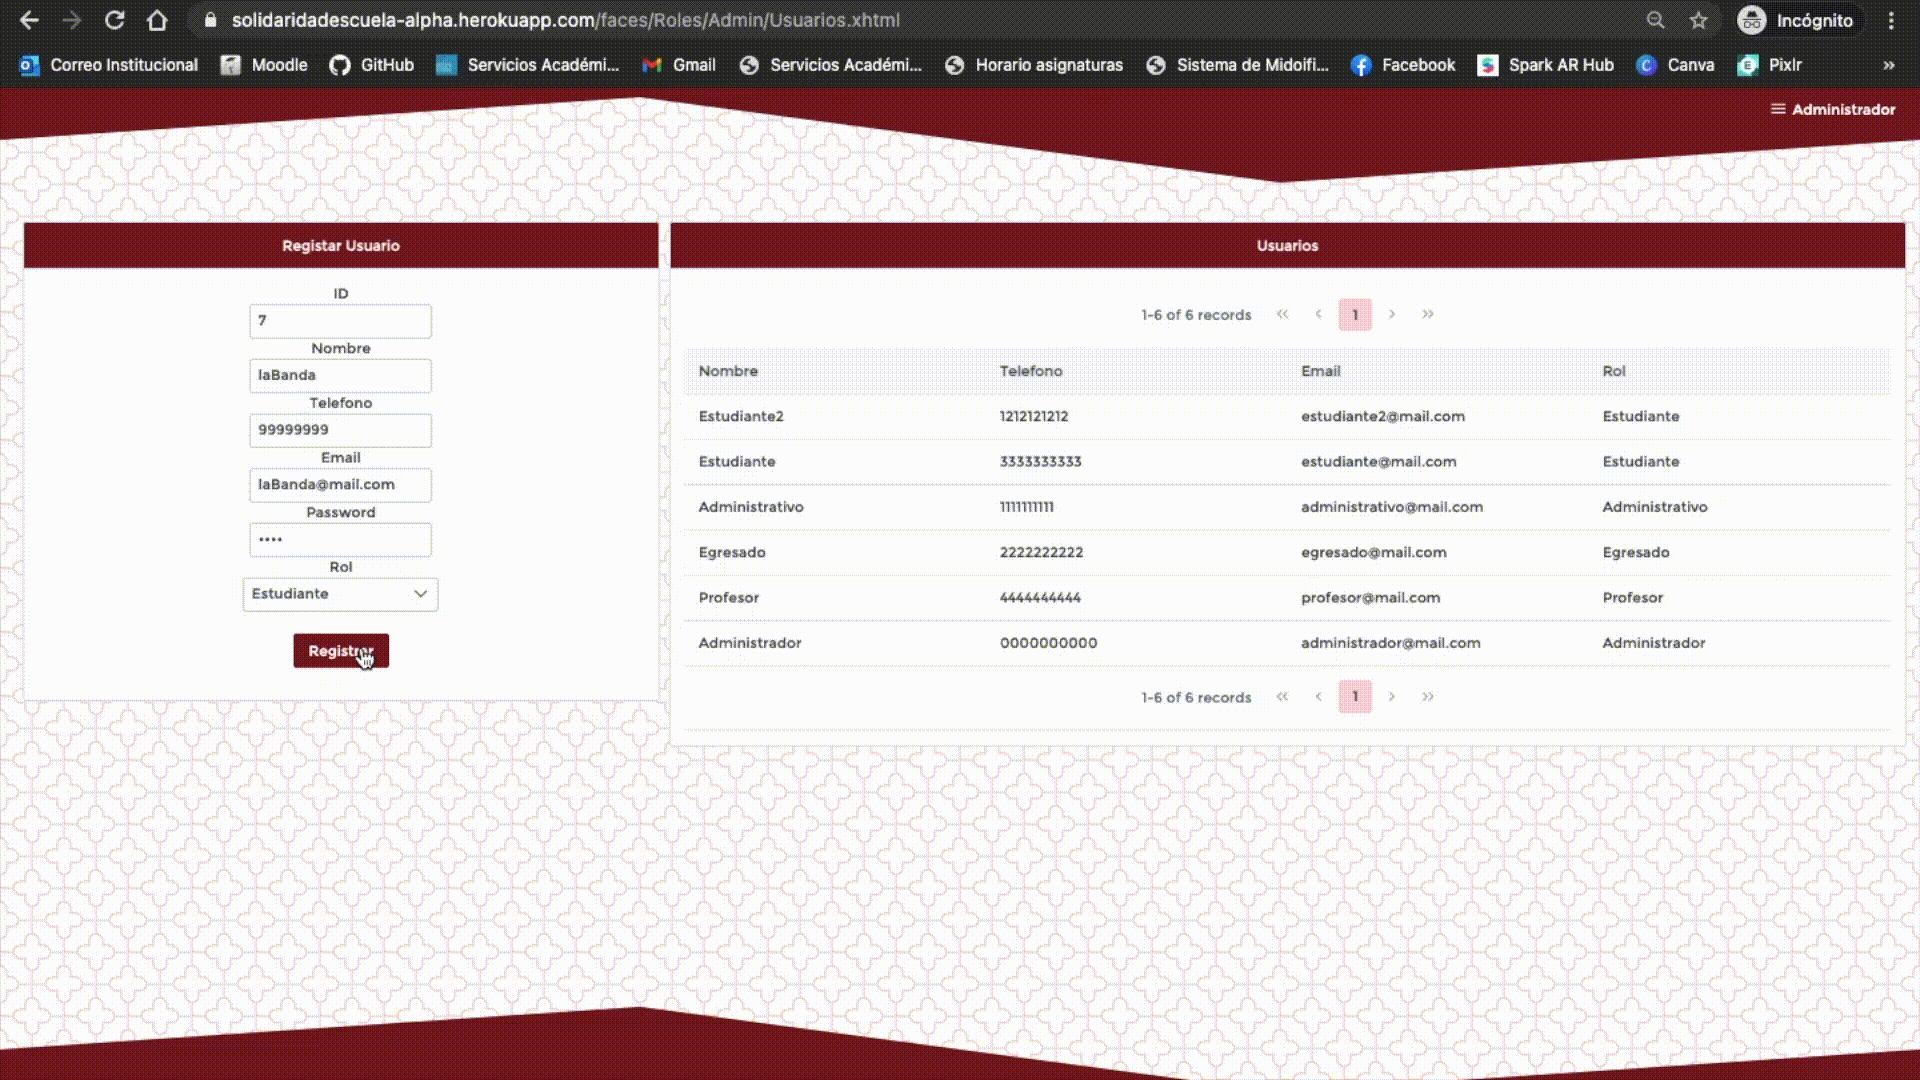 solidaridadescuela-alpha.herokuapp.com/faces/Roles/Admin/Usuarios.xhtml
Incógnito
Correo Institucional Moodle GitHub Servicios Académi... Gmail Servicios Académi... Horario asignaturas Sistema de Midolifi... Facebook Spark AR Hub Canva Pixlr »
Administrador
Registar Usuario
ID
7
Nombre
laBanda
Telefono
99999999
Email
laBanda@mail.com
Password
••••
Rol
Estudiante
Registrar
Usuarios
1-6 of 6 records 1
Nombre Telefono Email Rol
Estudiante2 1212121212 estudiante2@mail.com Estudiante
Estudiante 3333333333 estudiante@mail.com Estudiante
Administrativo 1111111111 administrativo@mail.com Administrativo
Egresado 2222222222 egresado@mail.com Egresado
Profesor 4444444444 profesor@mail.com Profesor
Administrador 0000000000 administrador@mail.com Administrador
1-6 of 6 records 1